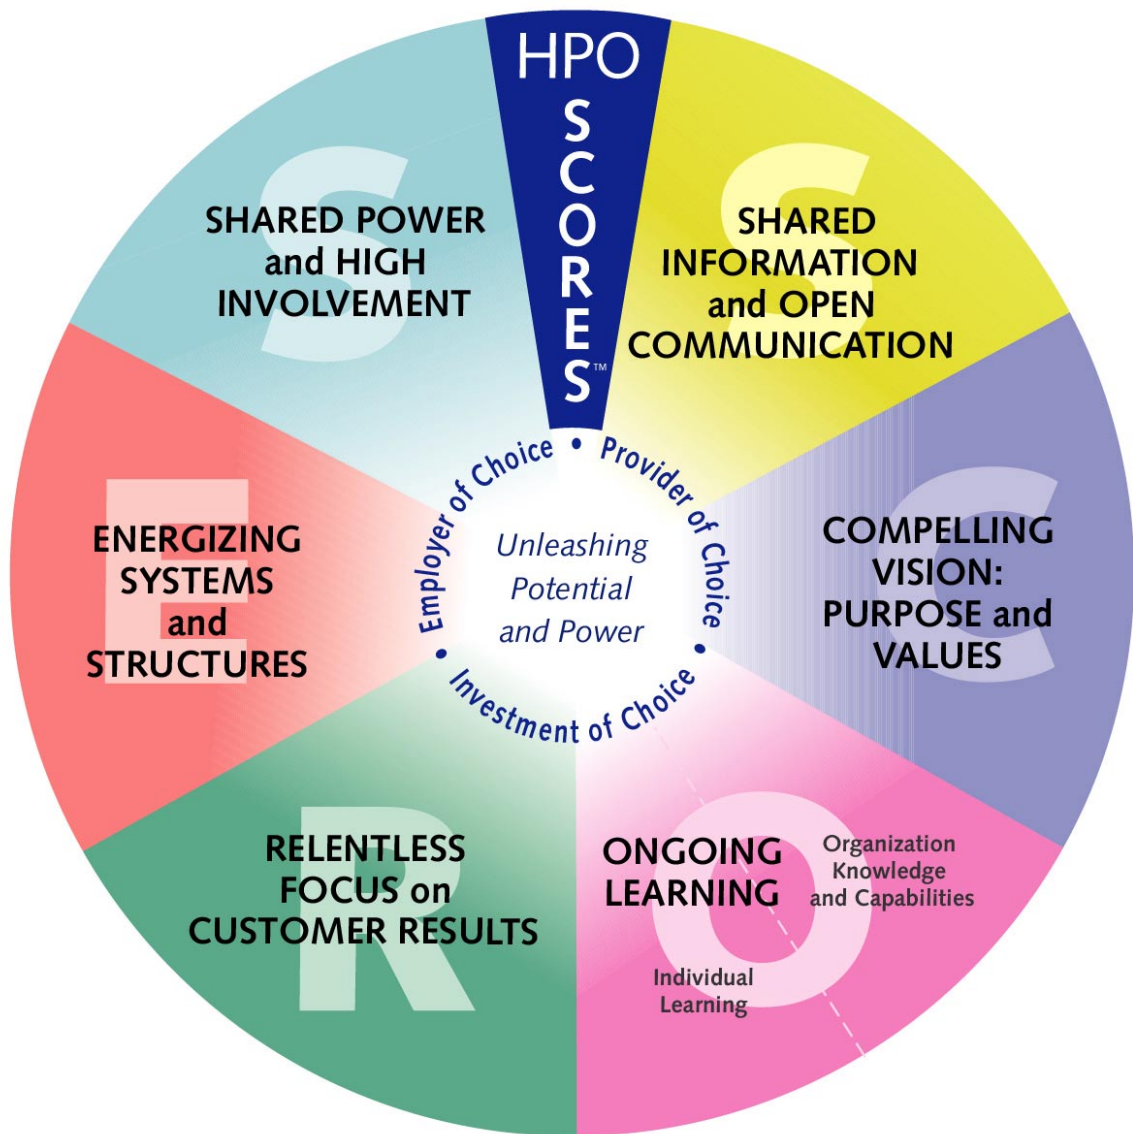 HPO
SCORES™
S
SHARED
INFORMATION
and OPEN
COMMUNICATION
C
COMPELLING
VISION:
PURPOSE and
VALUES
O
ONGOING
LEARNING
Organization
Knowledge
and Capabilities
Individual
Learning
R
RELENTLESS
FOCUS on
CUSTOMER RESULTS
E
ENERGIZING
SYSTEMS
and
STRUCTURES
S
SHARED POWER
and HIGH
INVOLVEMENT
Employer of Choice • Provider of Choice • Investment of Choice •
Unleashing
Potential
and Power